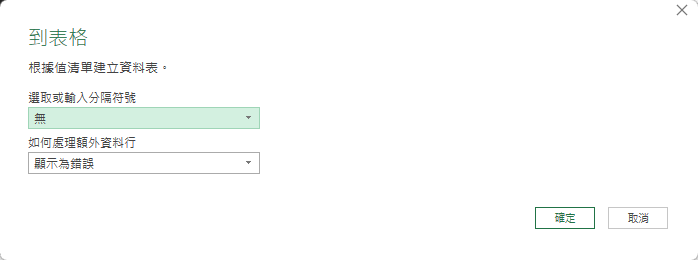 到表格
根據值清單建立資料表。
選取或輸入分隔符號
無
如何處理額外資料行
顯示為錯誤
確定
取消